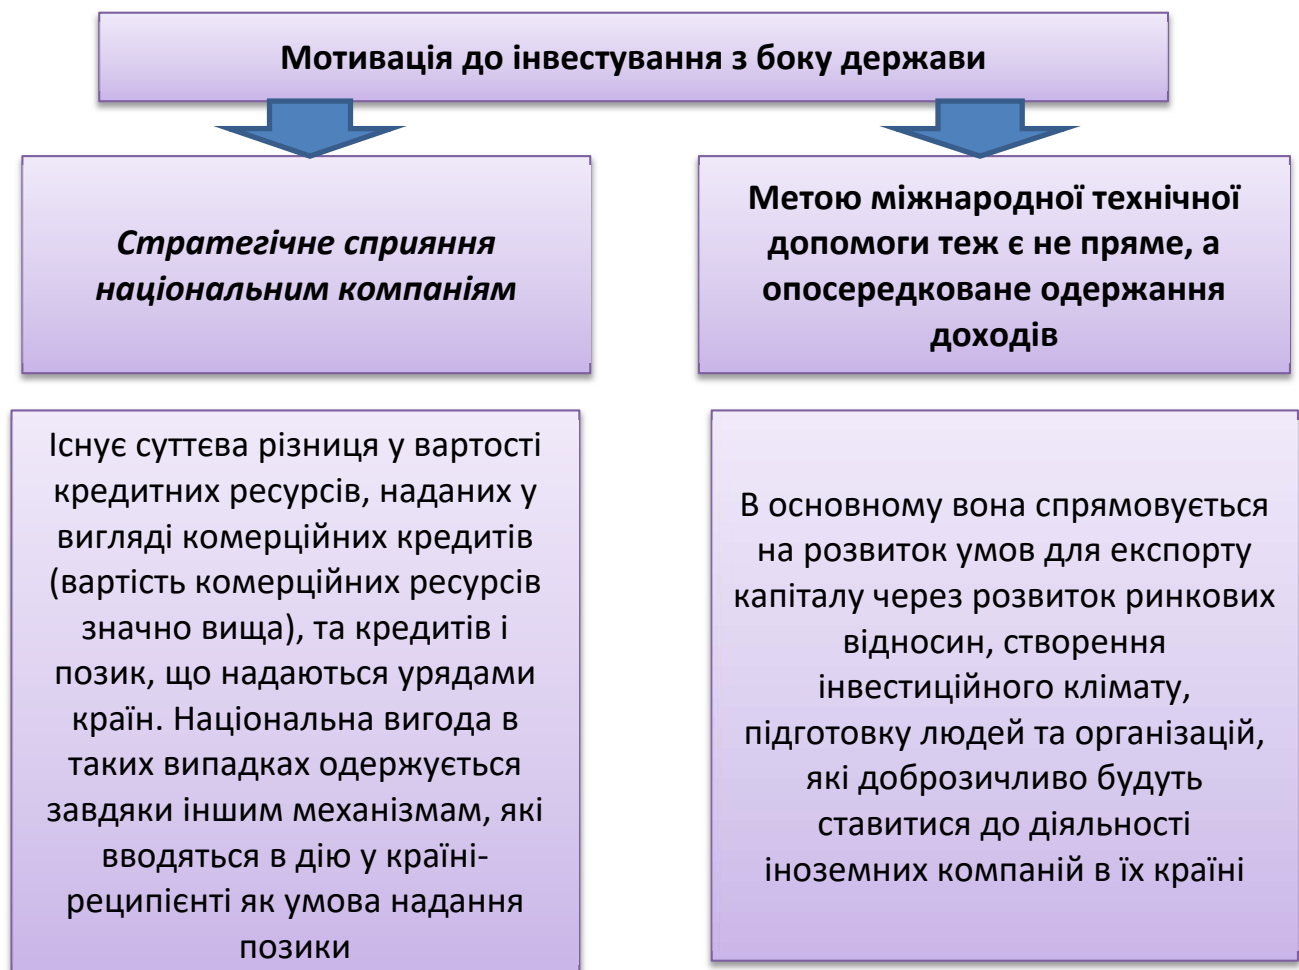 Мотивація до інвестування з боку держави
Стратегічне сприяння
національним компаніям
Метою міжнародної технічної
допомоги теж є не пряме, а
опосередковане одержання
доходів
Існує суттєва різниця у вартості
кредитних ресурсів, наданих у
вигляді комерційних кредитів
(вартість комерційних ресурсів
значно вища), та кредитів і
позик, що надаються урядами
країн. Національна вигода в
таких випадках одержується
завдяки іншим механізмам, які
вводяться в дію у країні-
реципієнті як умова надання
позики
В основному вона спрямовується
на розвиток умов для експорту
капіталу через розвиток ринкових
відносин, створення
інвестиційного клімату,
підготовку людей та організацій,
які доброзичливо будуть
ставитися до діяльності
іноземних компаній в їх країні